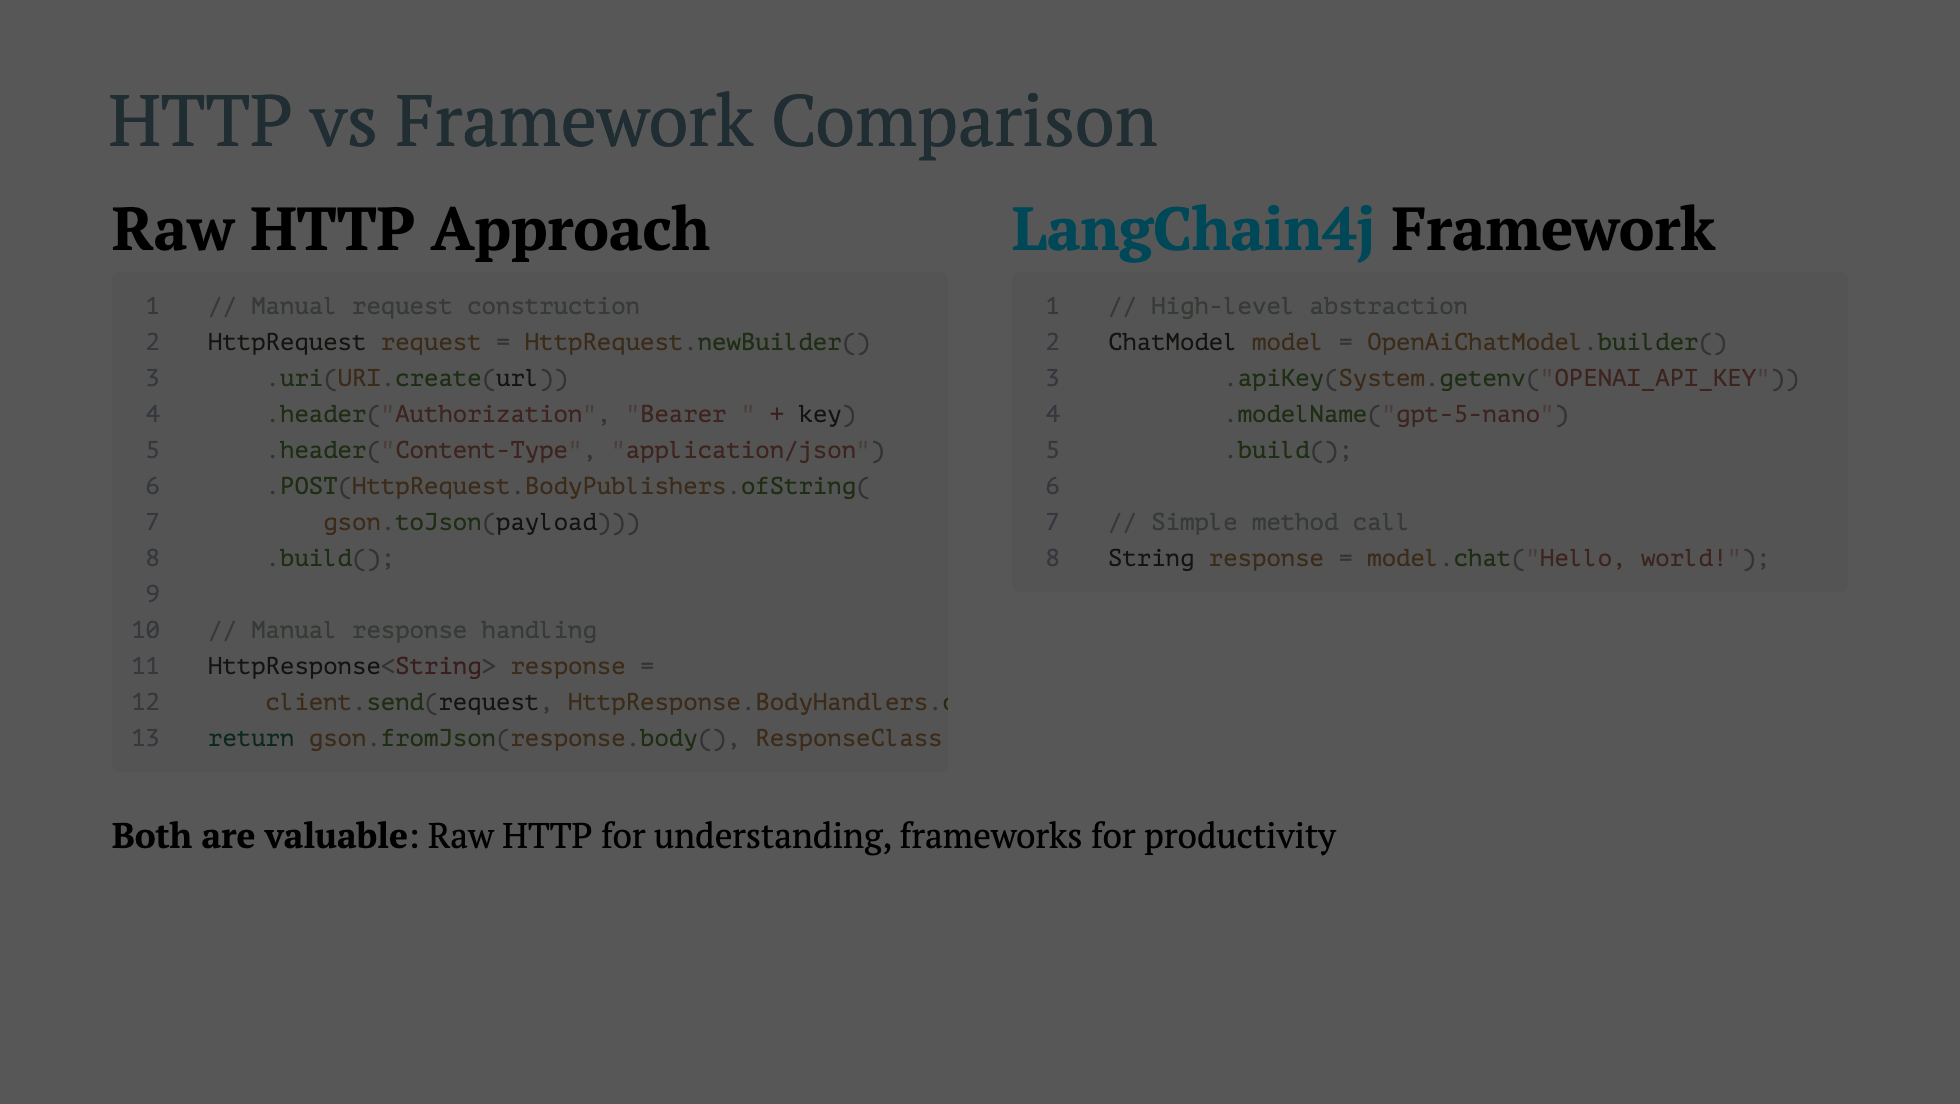 HTTP vs Framework Comparison
Raw HTTP Approach
1 // Manual request construction
2 HttpRequest request = HttpRequest.newBuilder()
3     .uri(URI.create(url))
4     .header("Authorization", "Bearer " + key)
5     .header("Content-Type", "application/json")
6     .POST(HttpRequest.BodyPublishers.ofString(
7         gson.toJson(payload)))
8     .build();
9
10 // Manual response handling
11 HttpResponse<String> response =
12     client.send(request, HttpResponse.BodyHandlers.
13 return gson.fromJson(response.body(), ResponseClass
LangChain4j Framework
1 // High-level abstraction
2 ChatModel model = OpenAiChatModel.builder()
3         .apiKey(System.getenv("OPENAI_API_KEY"))
4         .modelName("gpt-5-nano")
5         .build();
6
7 // Simple method call
8 String response = model.chat("Hello, world!");
Both are valuable: Raw HTTP for understanding, frameworks for productivity